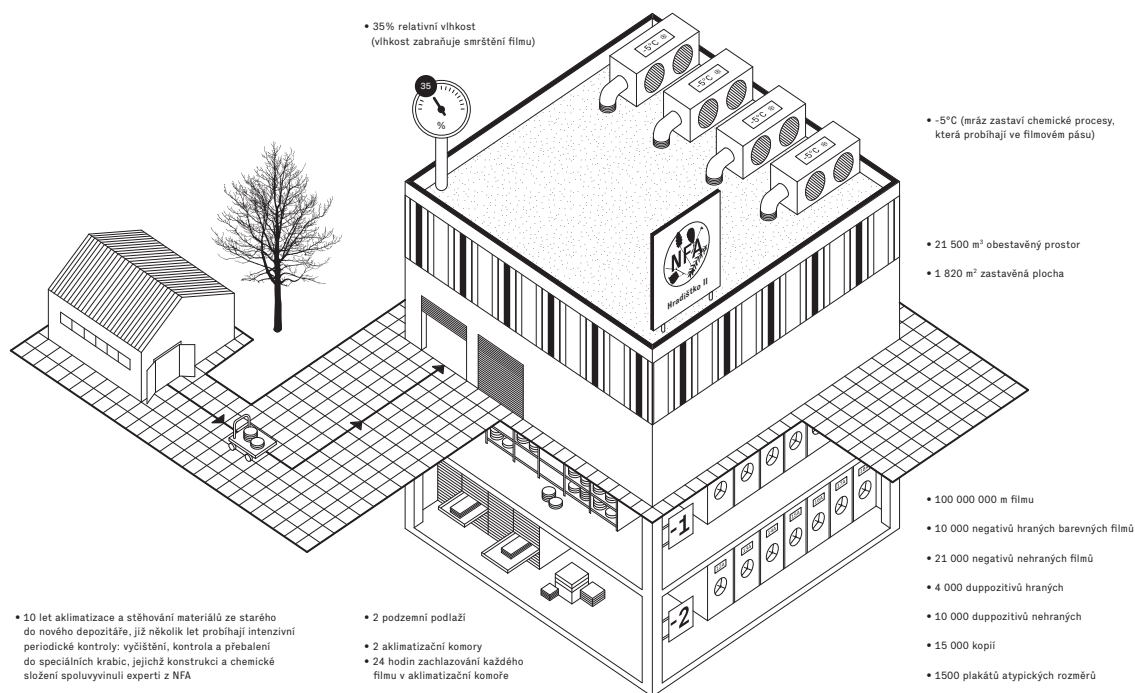 • 35% relativní vlhkost
(vlhkost zabraňuje smrštění filmu)
35
%
-5°C
-5°C
-5°C
-5°C
• -5°C (mráz zastaví chemické procesy,
která probíhají ve filmovém pásu)
NFA
Hradištko II
• 21 500 m³ obestavěný prostor
• 1 820 m² zastavěná plocha
-1
-2
• 100 000 000 m filmu
• 10 000 negativů hraných barevných filmů
• 21 000 negativů nehraných filmů
• 4 000 duppozitivů hraných
• 10 000 duppozitivů nehraných
• 15 000 kopií
• 1500 plakátů atypických rozměrů
• 10 let aklimatizace a stěhování materiálů ze starého
do nového depozitáře, již několik let probíhají intenzivní
periodické kontroly: vyčištění, kontrola a přebalení
do speciálních krabic, jejichž konstrukci a chemické
složení spoluvyvinuli experti z NFA
• 2 podzemní podlaží
• 2 aklimatizační komory
• 24 hodin zachlazování každého
filmu v aklimatizační komoře